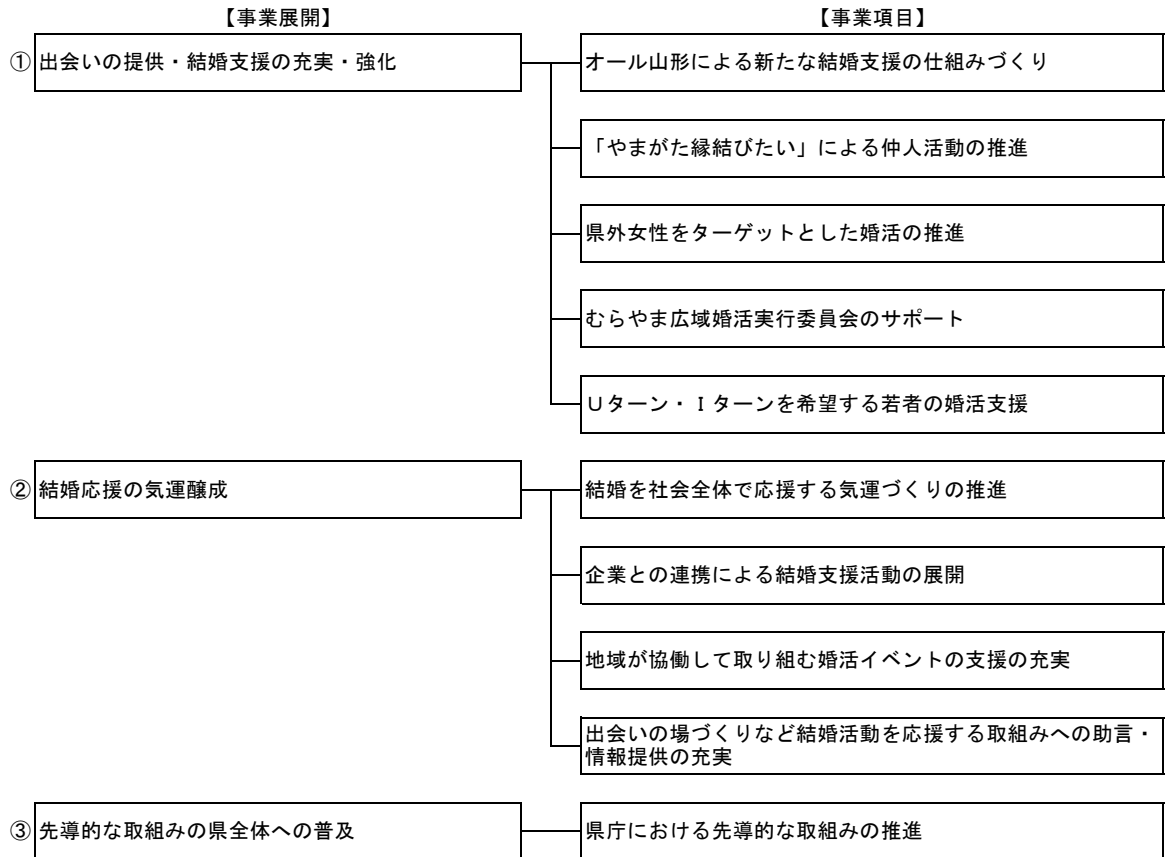 【事業展開】
【事業項目】
① 出会いの提供・結婚支援の充実・強化
オール山形による新たな結婚支援の仕組みづくり
「やまがた縁結びたい」による仲人活動の推進
県外女性をターゲットとした婚活の推進
むらやま広域婚活実行委員会のサポート
Uターン・Iターンを希望する若者の婚活支援
② 結婚応援の気運醸成
結婚を社会全体で応援する気運づくりの推進
企業との連携による結婚支援活動の展開
地域が協働して取り組む婚活イベントの支援の充実
出会いの場づくりなど結婚活動を応援する取組みへの助言・
情報提供の充実
③ 先導的な取組みの県全体への普及
県庁における先導的な取組みの推進